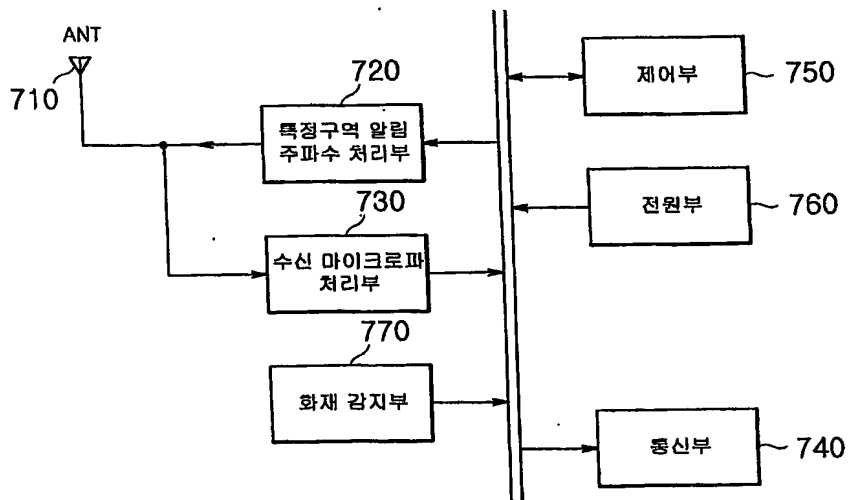 ANT
710
720
특정구역 알림
주파수 처리부
730
수신 마이크로파
처리부
770
화재 감지부
제어부
750
전원부
760
통신부
740